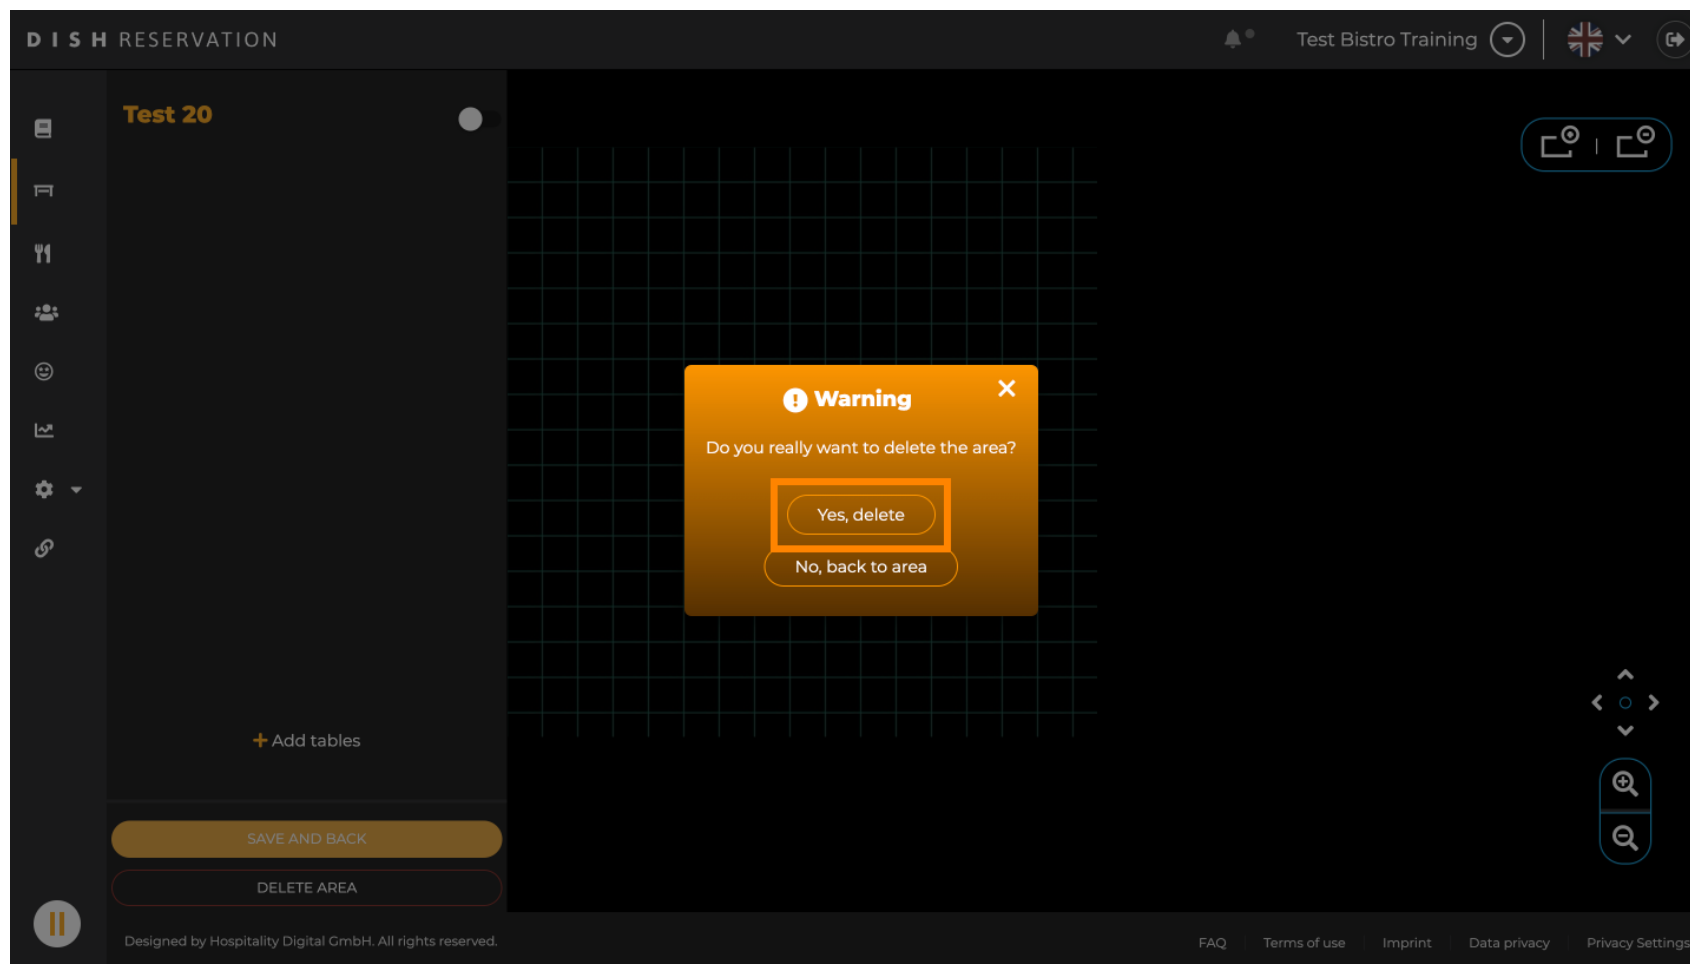 DISH RESERVATION
Test Bistro Training
Test 20
Warning
Do you really want to delete the area?
Yes, delete
No, back to area
+ Add tables
SAVE AND BACK
DELETE AREA
Designed by Hospitality Digital GmbH. All rights reserved.
FAQ
Terms of use
Imprint
Data privacy
Privacy Settings